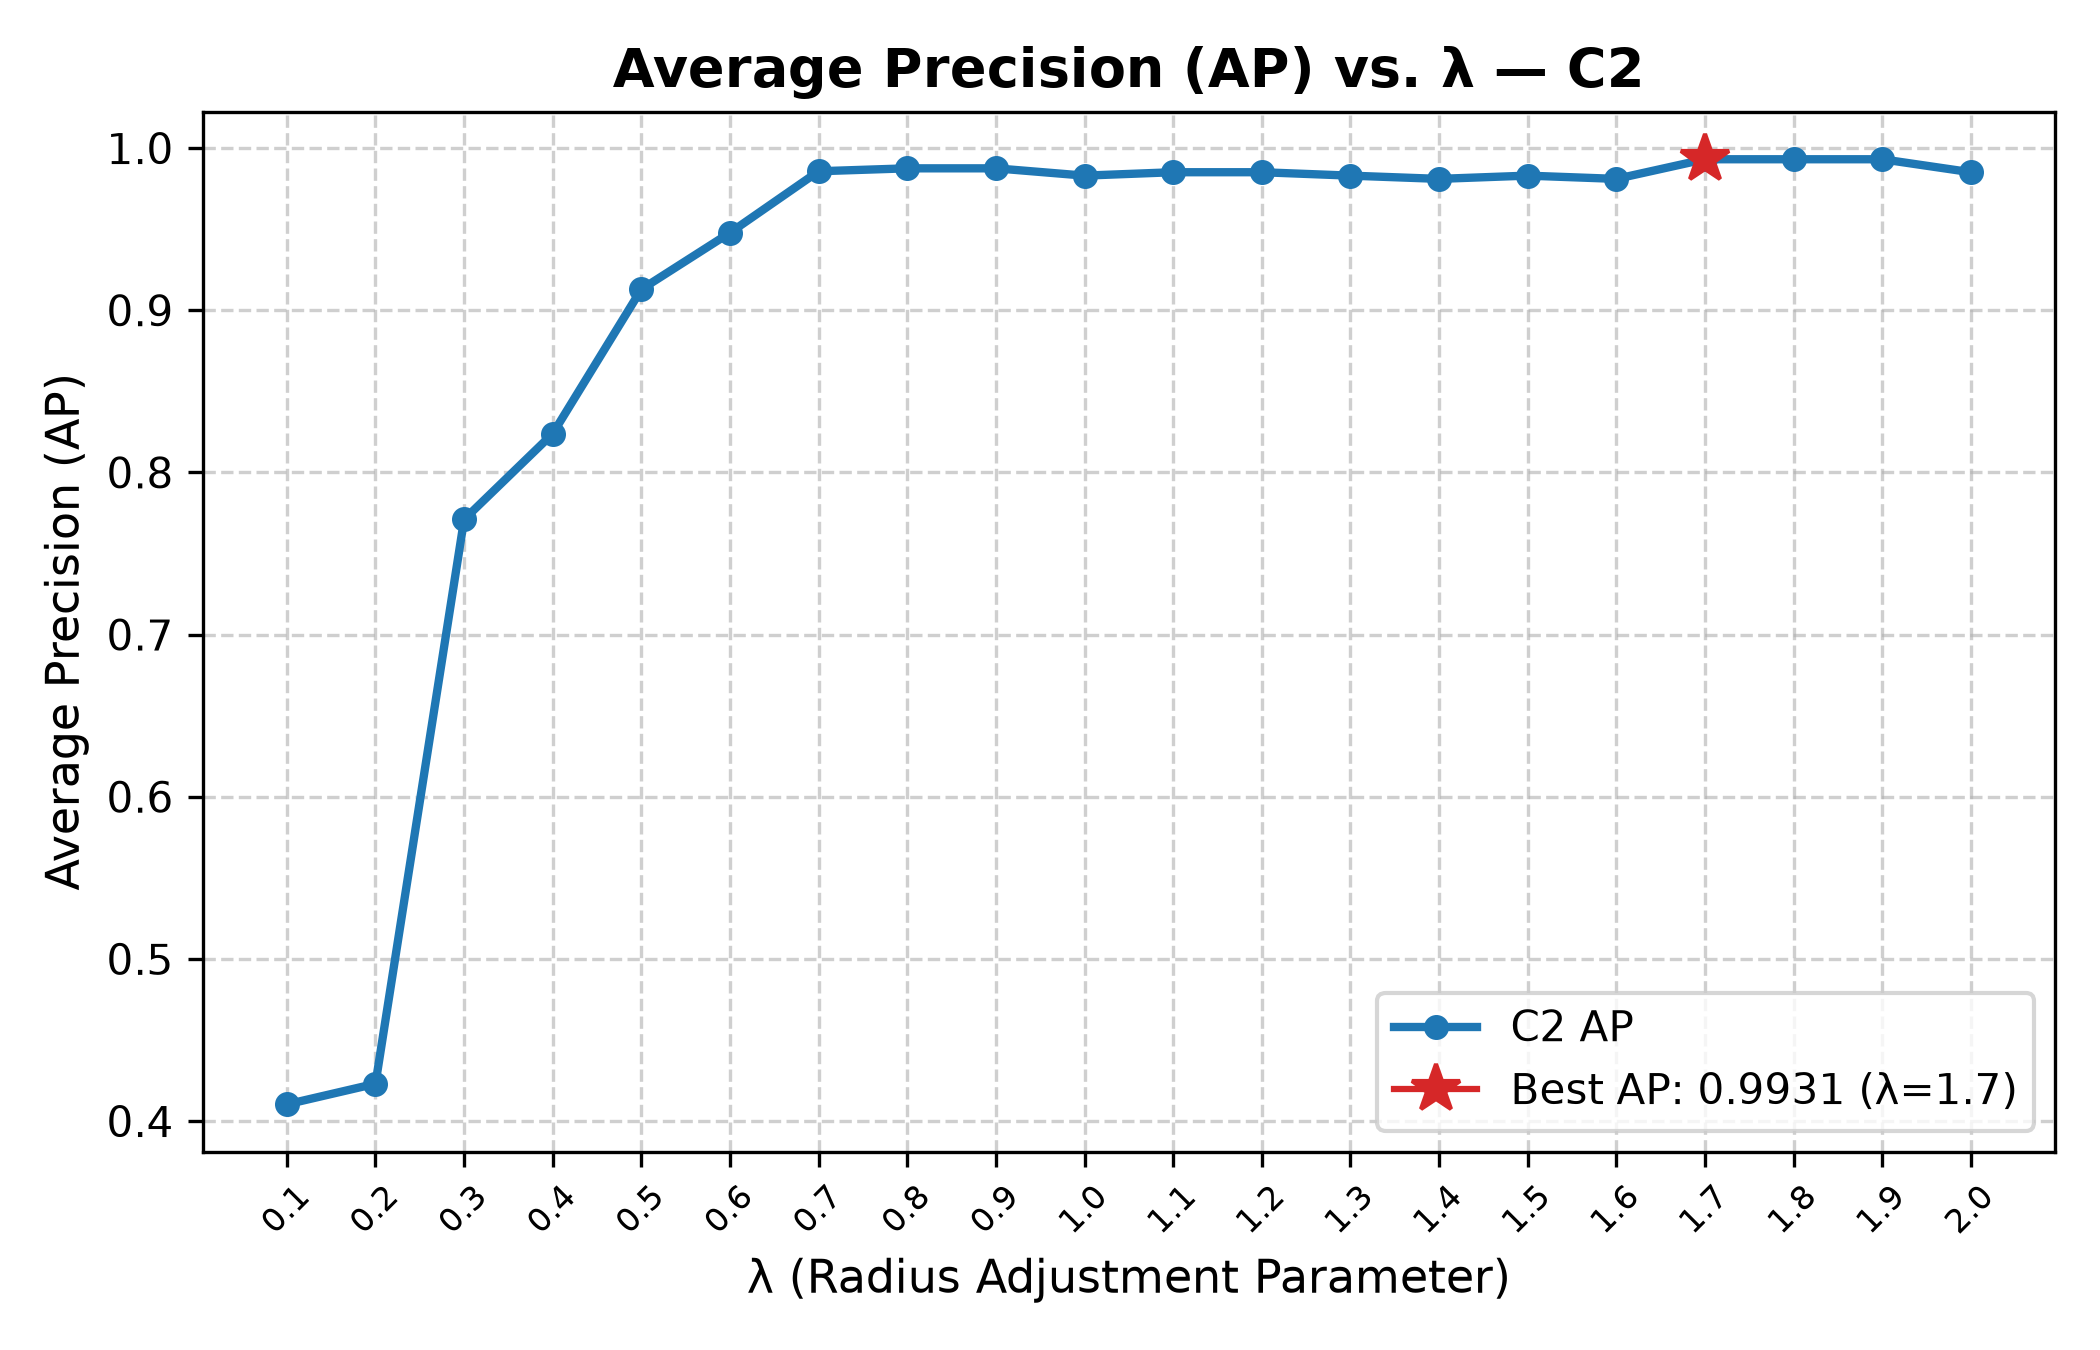 Average Precision (AP) vs. λ — C2
Average Precision (AP)
1.0
0.9
0.8
0.7
0.6
0.5
0.4
C2 AP
Best AP: 0.9931 (λ=1.7)
0.1 0.2 0.3 0.4 0.5 0.6 0.7 0.8 0.9 1.0 1.1 1.2 1.3 1.4 1.5 1.6 1.7 1.8 1.9 2.0
λ (Radius Adjustment Parameter)